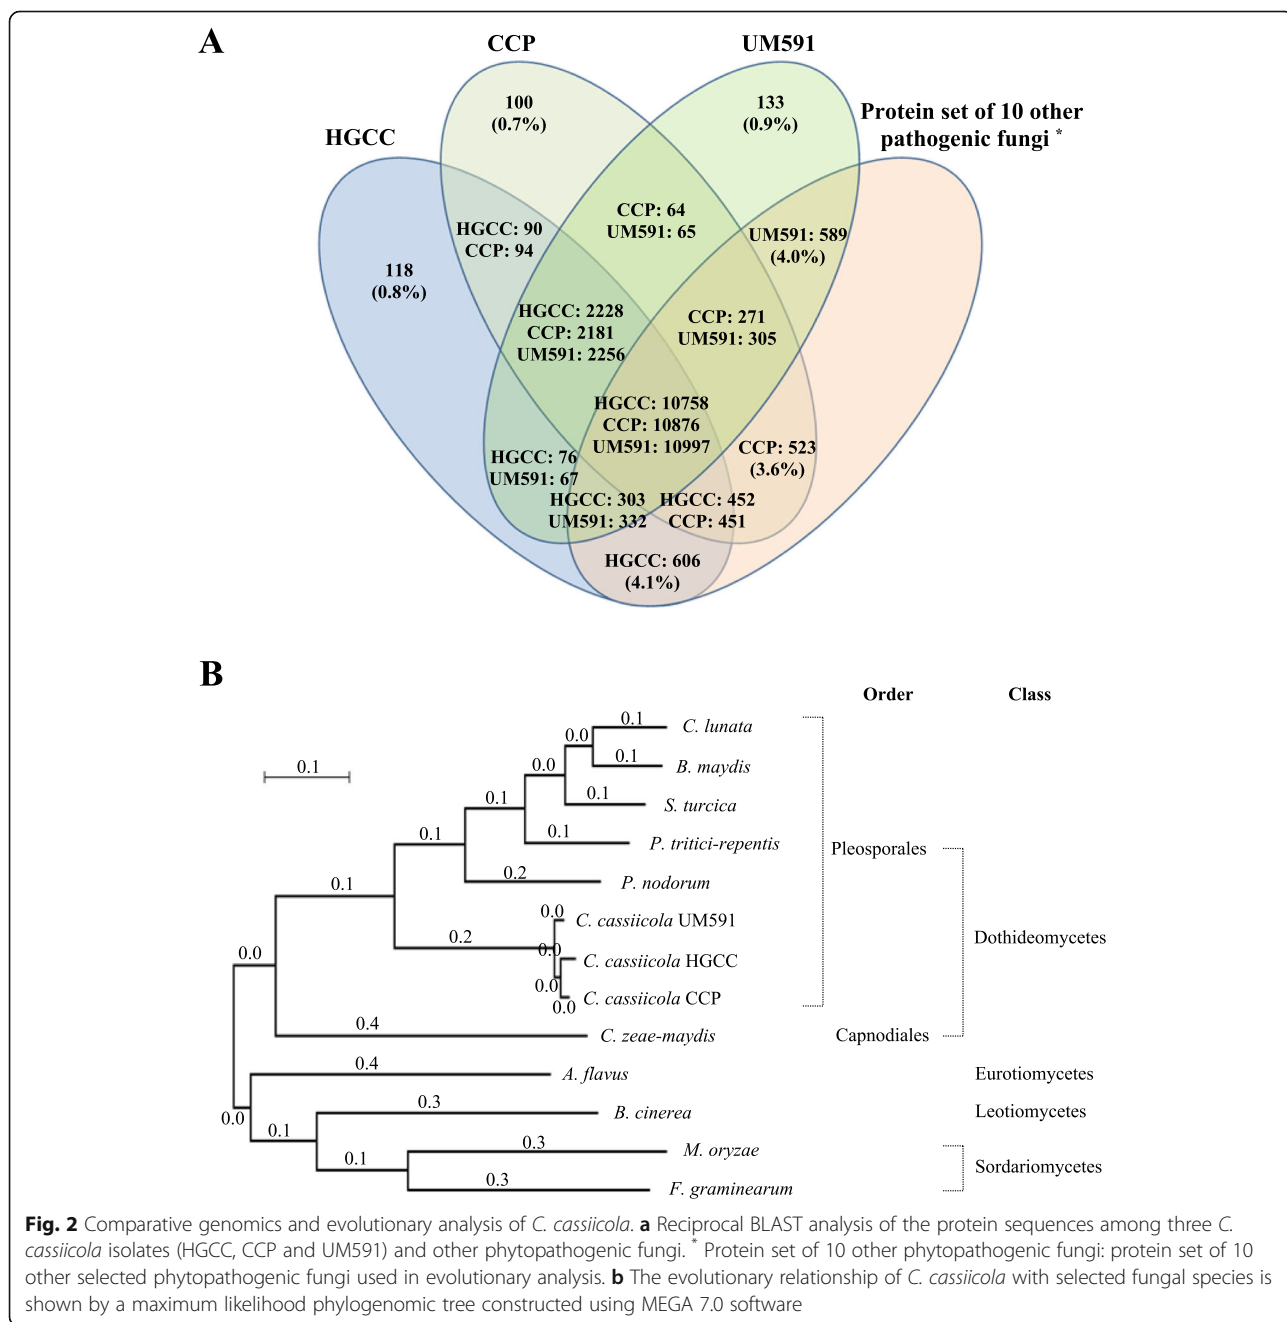 A
CCP
UM591
HGCC
Protein set of 10 other
pathogenic fungi *
100
(0.7%)
133
(0.9%)
118
(0.8%)
HGCC: 90
CCP: 94
CCP: 64
UM591: 65
UM591: 589
(4.0%)
HGCC: 2228
CCP: 2181
UM591: 2256
CCP: 271
UM591: 305
HGCC: 10758
CCP: 10876
UM591: 10997
HGCC: 76
UM591: 67
CCP: 523
(3.6%)
HGCC: 303
UM591: 332
HGCC: 452
CCP: 451
HGCC: 606
(4.1%)
B
Order
Class
0.1
0.1
C. lunata
0.0
0.1
B. maydis
0.0
0.1
S. turcica
0.1
0.1
P. tritici-repentis
0.1
0.2
P. nodorum
0.1
0.0
C. cassiicola UM591
0.2
0.0
C. cassiicola HGCC
0.0
0.0
C. cassiicola CCP
0.0
0.4
C. zeae-maydis
0.4
A. flavus
0.0
0.3
B. cinerea
0.1
0.3
M. oryzae
0.1
0.3
F. graminearum
Pleosporales
Capnodiales
Dothideomycetes
Eurotiomycetes
Leotiomycetes
Sordariomycetes
Fig. 2 Comparative genomics and evolutionary analysis of C. cassiicola. a Reciprocal BLAST analysis of the protein sequences among three C.
cassiicola isolates (HGCC, CCP and UM591) and other phytopathogenic fungi. * Protein set of 10 other phytopathogenic fungi: protein set of 10
other selected phytopathogenic fungi used in evolutionary analysis. b The evolutionary relationship of C. cassiicola with selected fungal species is
shown by a maximum likelihood phylogenomic tree constructed using MEGA 7.0 software